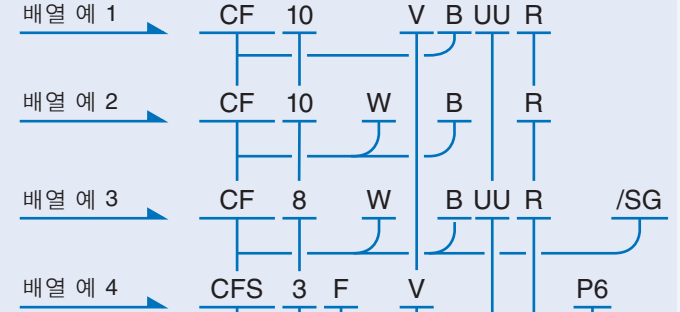 배열 예 1 CF 10 V B UU R
배열 예 2 CF 10 W B R
배열 예 3 CF 8 W B UU R /SG
배열 예 4 CFS 3 F V P6